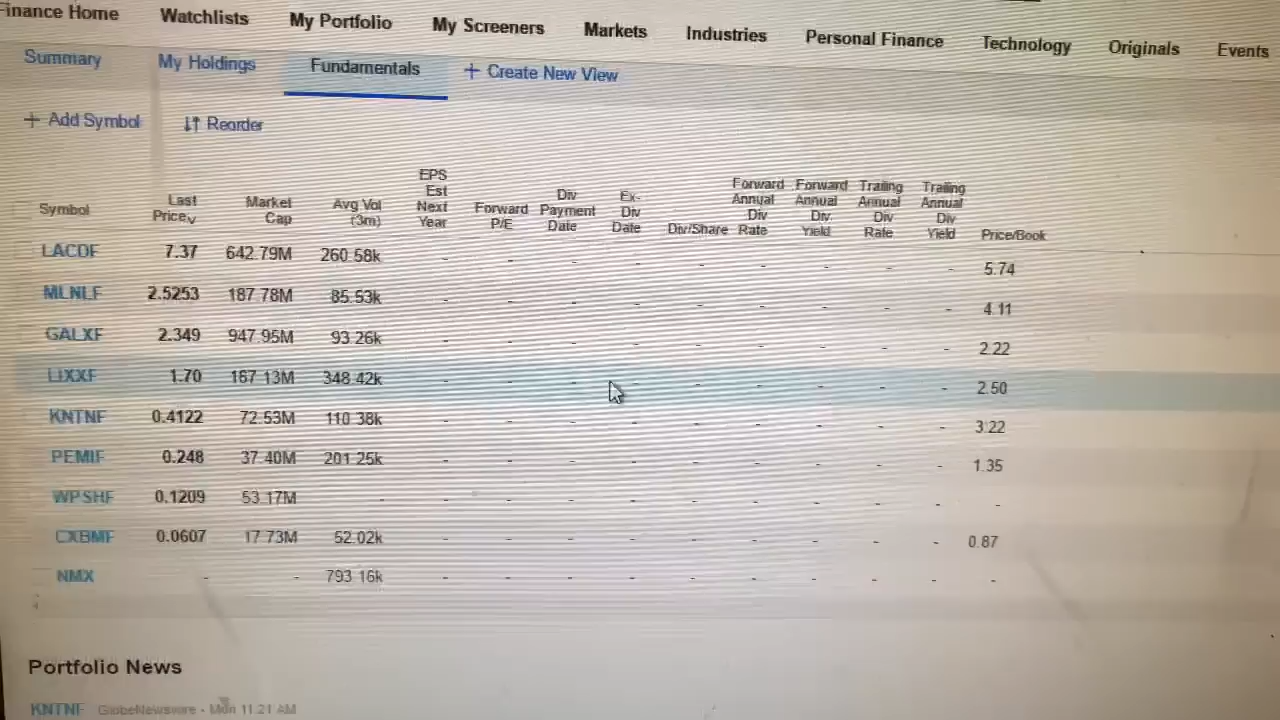 Finance Home Watchlists My Portfolio My Screeners Markets Industries Personal Finance Technology Originals Events
Summary My Holdings Fundamentals + Create New View
+ Add Symbol ↓↑ Reorder
Symbol Last Price Market Cap Avg Vol (3m) EPS Est Next Year Forward P/E Div Payment Date Ex-Div Date Div/Share Forward Annual Div Rate Forward Annual Div Yield Trailing Annual Div Rate Trailing Annual Div Yield Price/Book
LACDF 7.37 642.79M 260.58k - - - - - - - - - 5.74
MLNLF 2.5253 187.78M 85.53k - - - - - - - - - 4.11
GALXF 2.349 947.95M 93.26k - - - - - - - - - 2.22
LIXXF 1.70 167.13M 348.42k - - - - - - - - - 2.50
KNTNF 0.4122 72.53M 110.38k - - - - - - - - - 3.22
PEMIF 0.248 37.40M 201.25k - - - - - - - - - 1.35
WPSHF 0.1209 53.17M - - - - - - - - - - -
CXBMF 0.0607 17.73M 52.02k - - - - - - - - - 0.87
NMX - - 793.16k - - - - - - - - - -
Portfolio News
KNTNF GlobeNewswire - Mon 11:21 AM